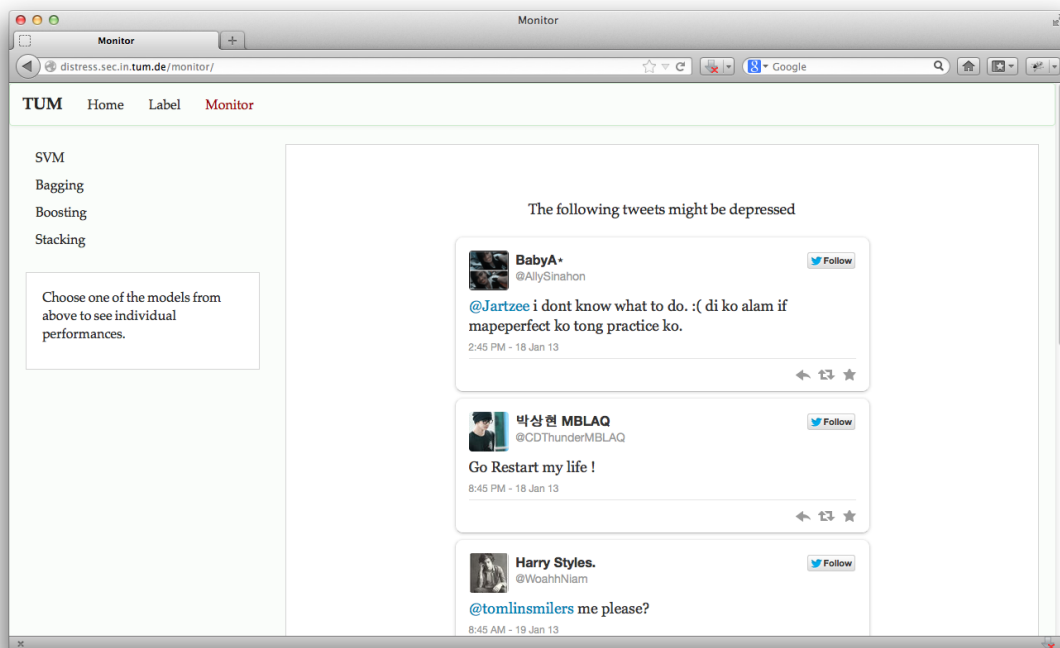 Monitor
Monitor
distress.sec.in.tum.de/monitor/
Google
TUM Home Label Monitor
SVM
Bagging
Boosting
Stacking
Choose one of the models from
above to see individual
performances.
The following tweets might be depressed
BabyA⋆
Follow
@AllySinahon
@Jartzee i dont know what to do. :( di ko alam if
mapeperfect ko tong practice ko.
2:45 PM - 18 Jan 13
박상현 MBLAQ
Follow
@CDThunderMBLAQ
Go Restart my life !
8:45 PM - 18 Jan 13
Harry Styles.
Follow
@WoahhNiam
@tomlinsmilers me please?
8:45 AM - 19 Jan 13